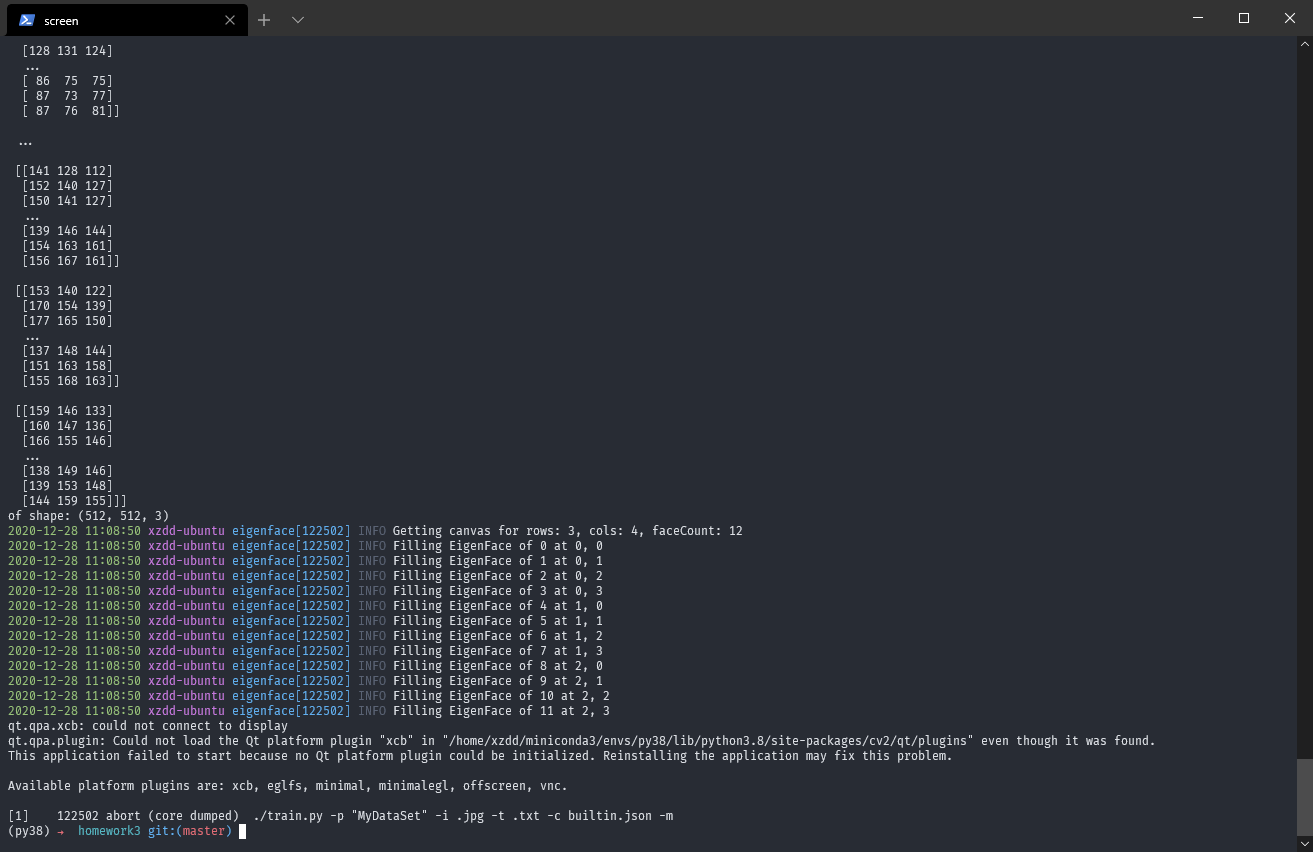 screen
[128 131 124]
...
[ 86  75  75]
[ 87  73  77]
[ 87  76  81]]
...
[[141 128 112]
[152 140 127]
[150 141 127]
...
[139 146 144]
[154 163 161]
[156 167 161]]
[[153 140 122]
[170 154 139]
[177 165 150]
...
[137 148 144]
[151 163 158]
[155 168 163]]
[[159 146 133]
[160 147 136]
[166 155 146]
...
[138 149 146]
[139 153 148]
[144 159 155]]]
of shape: (512, 512, 3)
2020-12-28 11:08:50 xzdd-ubuntu eigenface[122502] INFO Getting canvas for rows: 3, cols: 4, faceCount: 12
2020-12-28 11:08:50 xzdd-ubuntu eigenface[122502] INFO Filling EigenFace of 0 at 0, 0
2020-12-28 11:08:50 xzdd-ubuntu eigenface[122502] INFO Filling EigenFace of 1 at 0, 1
2020-12-28 11:08:50 xzdd-ubuntu eigenface[122502] INFO Filling EigenFace of 2 at 0, 2
2020-12-28 11:08:50 xzdd-ubuntu eigenface[122502] INFO Filling EigenFace of 3 at 0, 3
2020-12-28 11:08:50 xzdd-ubuntu eigenface[122502] INFO Filling EigenFace of 4 at 1, 0
2020-12-28 11:08:50 xzdd-ubuntu eigenface[122502] INFO Filling EigenFace of 5 at 1, 1
2020-12-28 11:08:50 xzdd-ubuntu eigenface[122502] INFO Filling EigenFace of 6 at 1, 2
2020-12-28 11:08:50 xzdd-ubuntu eigenface[122502] INFO Filling EigenFace of 7 at 1, 3
2020-12-28 11:08:50 xzdd-ubuntu eigenface[122502] INFO Filling EigenFace of 8 at 2, 0
2020-12-28 11:08:50 xzdd-ubuntu eigenface[122502] INFO Filling EigenFace of 9 at 2, 1
2020-12-28 11:08:50 xzdd-ubuntu eigenface[122502] INFO Filling EigenFace of 10 at 2, 2
2020-12-28 11:08:50 xzdd-ubuntu eigenface[122502] INFO Filling EigenFace of 11 at 2, 3
qt.qpa.xcb: could not connect to display
qt.qpa.plugin: Could not load the Qt platform plugin "xcb" in "/home/xzdd/miniconda3/envs/py38/lib/python3.8/site-packages/cv2/qt/plugins" even though it was found.
This application failed to start because no Qt platform plugin could be initialized. Reinstalling the application may fix this problem.
Available platform plugins are: xcb, eglfs, minimal, minimalegl, offscreen, vnc.
[1]    122502 abort (core dumped)  ./train.py -p "MyDataSet" -i .jpg -t .txt -c builtin.json -m
(py38) → homework3 git:(master)